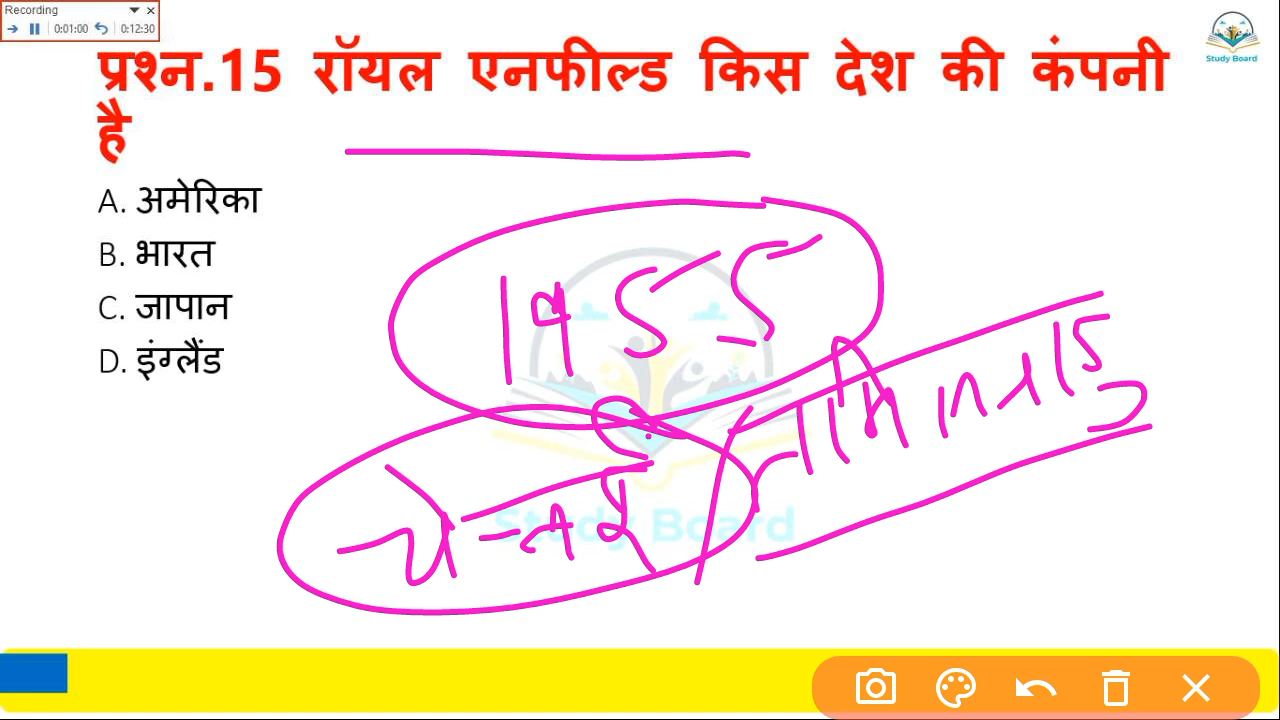 Recording
0:01:00 0:12:30
Study Board
प्रश्न.15 रॉयल एनफील्ड किस देश की कंपनी
है
A. अमेरिका
B. भारत
C. जापान
D. इंग्लैंड
1955
Study Board